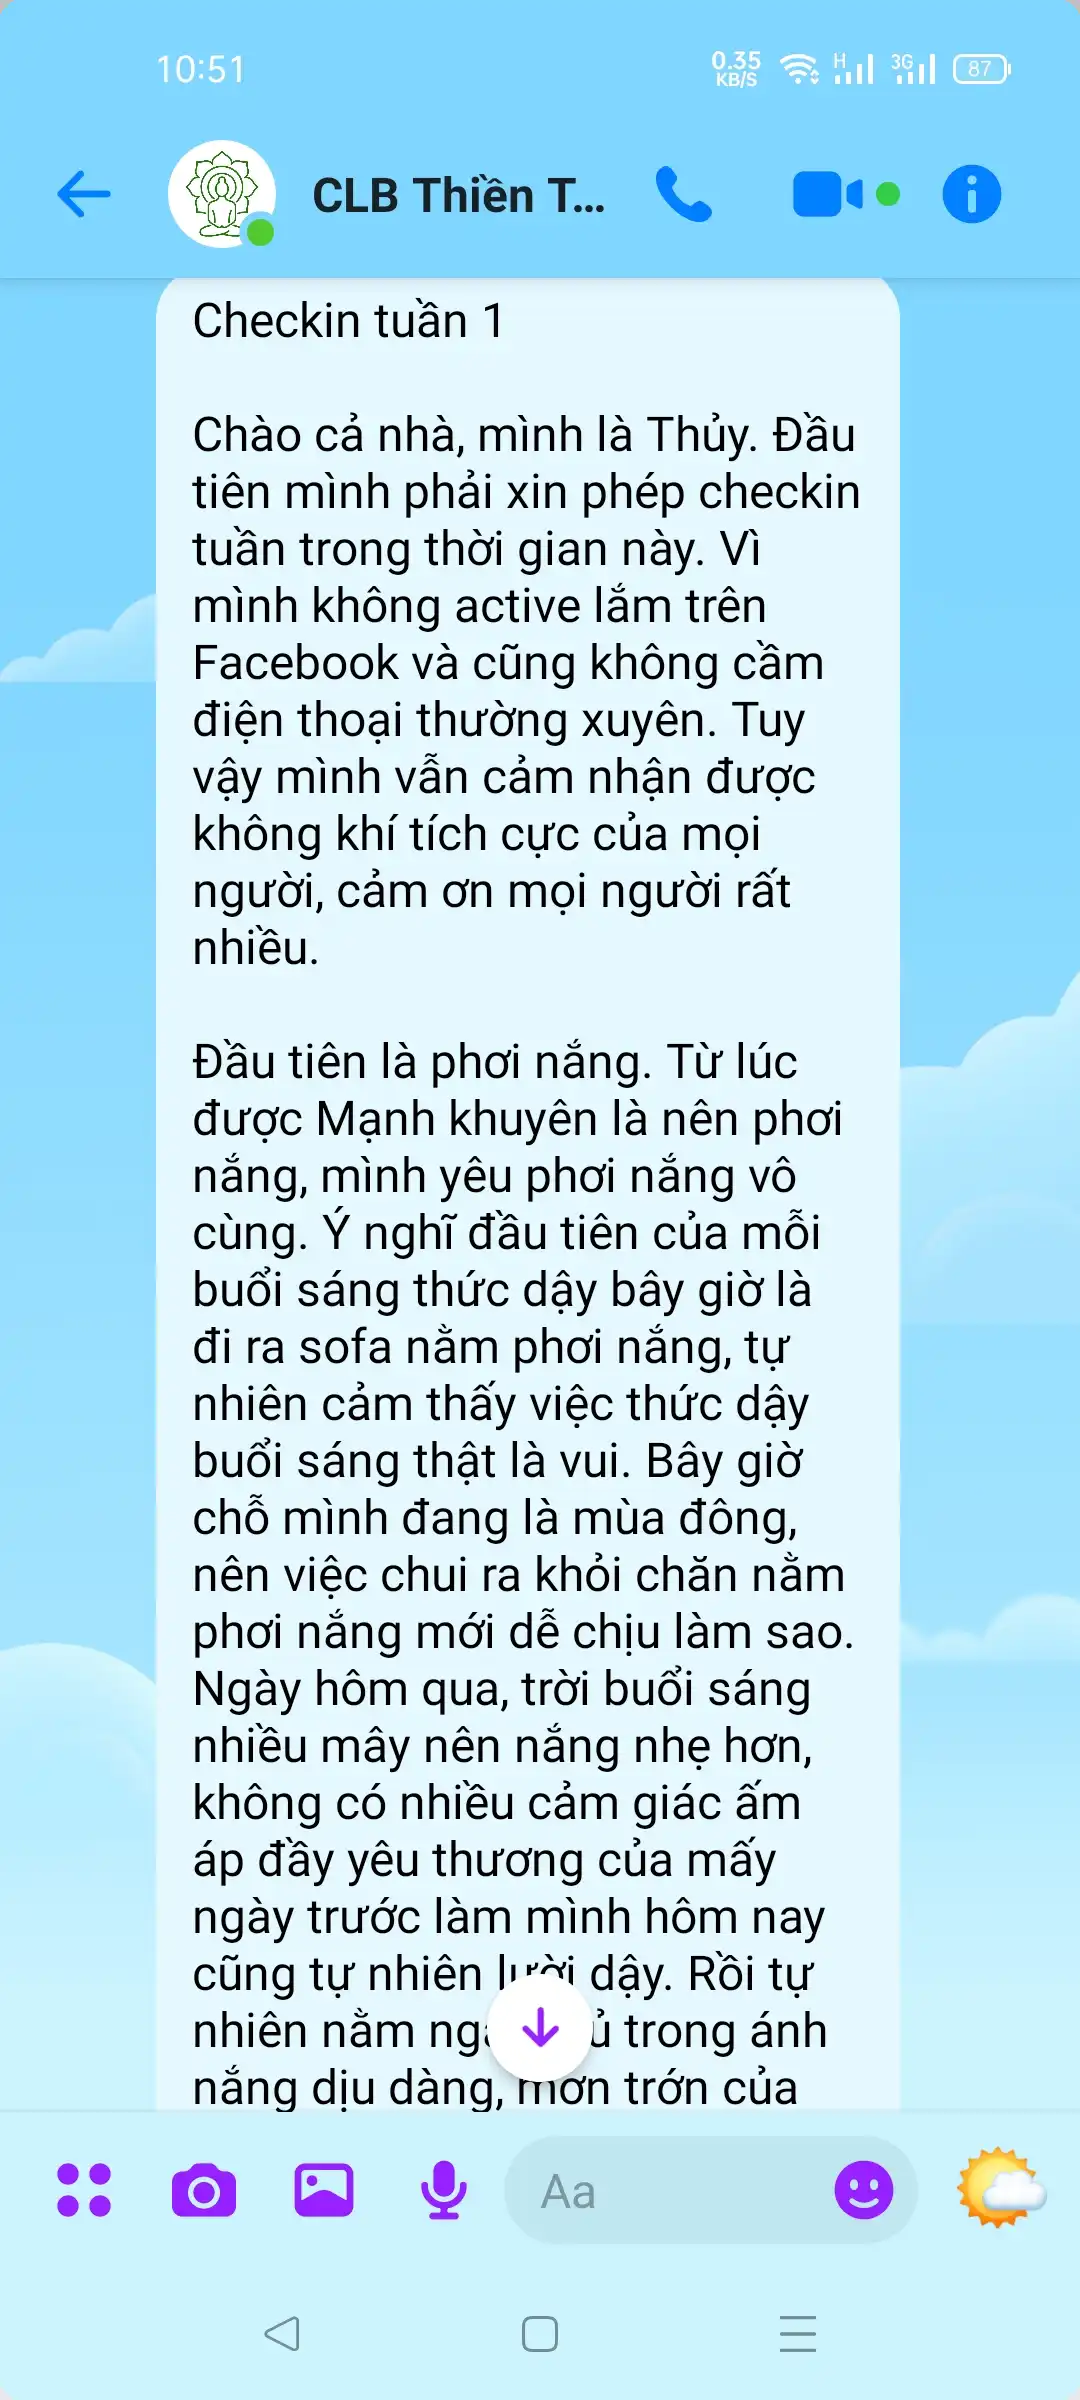 10:51
0.35
KB/S
H
3G
87
CLB Thiền T...
Checkin tuần 1
Chào cả nhà, mình là Thủy. Đầu
tiên mình phải xin phép checkin
tuần trong thời gian này. Vì
mình không active lắm trên
Facebook và cũng không cầm
điện thoại thường xuyên. Tuy
vậy mình vẫn cảm nhận được
không khí tích cực của mọi
người, cảm ơn mọi người rất
nhiều.
Đầu tiên là phơi nắng. Từ lúc
được Mạnh khuyên là nên phơi
nắng, mình yêu phơi nắng vô
cùng. Ý nghĩ đầu tiên của mỗi
buổi sáng thức dậy bây giờ là
đi ra sofa nằm phơi nắng, tự
nhiên cảm thấy việc thức dậy
buổi sáng thật là vui. Bây giờ
chỗ mình đang là mùa đông,
nên việc chui ra khỏi chăn nằm
phơi nắng mới dễ chịu làm sao.
Ngày hôm qua, trời buổi sáng
nhiều mây nên nắng nhẹ hơn,
không có nhiều cảm giác ấm
áp đầy yêu thương của mấy
ngày trước làm mình hôm nay
cũng tự nhiên lười dậy. Rồi tự
nhiên nằm trong ánh
nắng dịu dàng, mơn trớn của
Aa